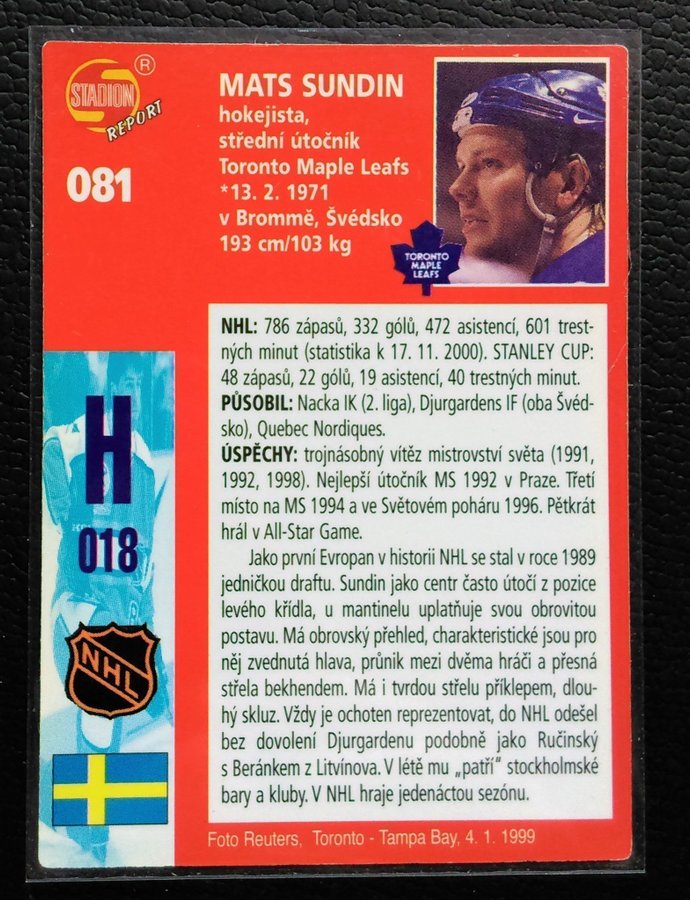 STADION ®
REPORT
081
MATS SUNDIN
hokejista,
střední útočník
Toronto Maple Leafs
*13. 2. 1971
v Brommě, Švédsko
193 cm/103 kg
TORONTO
MAPLE
LEAFS
NHL: 786 zápasů, 332 gólů, 472 asistencí, 601 trest-
ných minut (statistika k 17. 11. 2000). STANLEY CUP:
48 zápasů, 22 gólů, 19 asistencí, 40 trestných minut.
PŮSOBIL: Nacka IK (2. liga), Djurgardens IF (oba Švéd-
sko), Quebec Nordiques.
ÚSPĚCHY: trojnásobný vítěz mistrovství světa (1991,
1992, 1998). Nejlepší útočník MS 1992 v Praze. Třetí
místo na MS 1994 a ve Světovém poháru 1996. Pětkrát
hrál v All-Star Game.
Jako první Evropan v historii NHL se stal v roce 1989
jedničkou draftu. Sundin jako centr často útočí z pozice
levého křídla, u mantinelu uplatňuje svou obrovitou
postavu. Má obrovský přehled, charakteristické jsou pro
něj zvednutá hlava, průnik mezi dvěma hráči a přesná
střela bekhendem. Má i tvrdou střelu příklepem, dlou-
hý skluz. Vždy je ochoten reprezentovat, do NHL odešel
bez dovolení Djurgardenu podobně jako Ručinský
s Beránkem z Litvínova. V létě mu „patří" stockholmské
bary a kluby. V NHL hraje jedenáctou sezónu.
H
018
NHL
Foto Reuters, Toronto - Tampa Bay, 4. 1. 1999